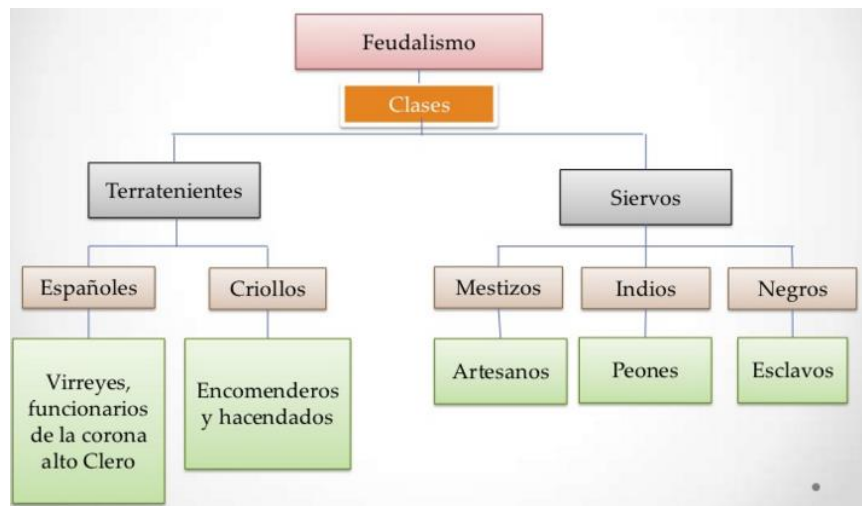 Feudalismo
Clases
Terratenientes
Siervos
Españoles
Criollos
Mestizos
Indios
Negros
Virreyes,
funcionarios
de la corona
alto Clero
Encomenderos
y hacendados
Artesanos
Peones
Esclavos